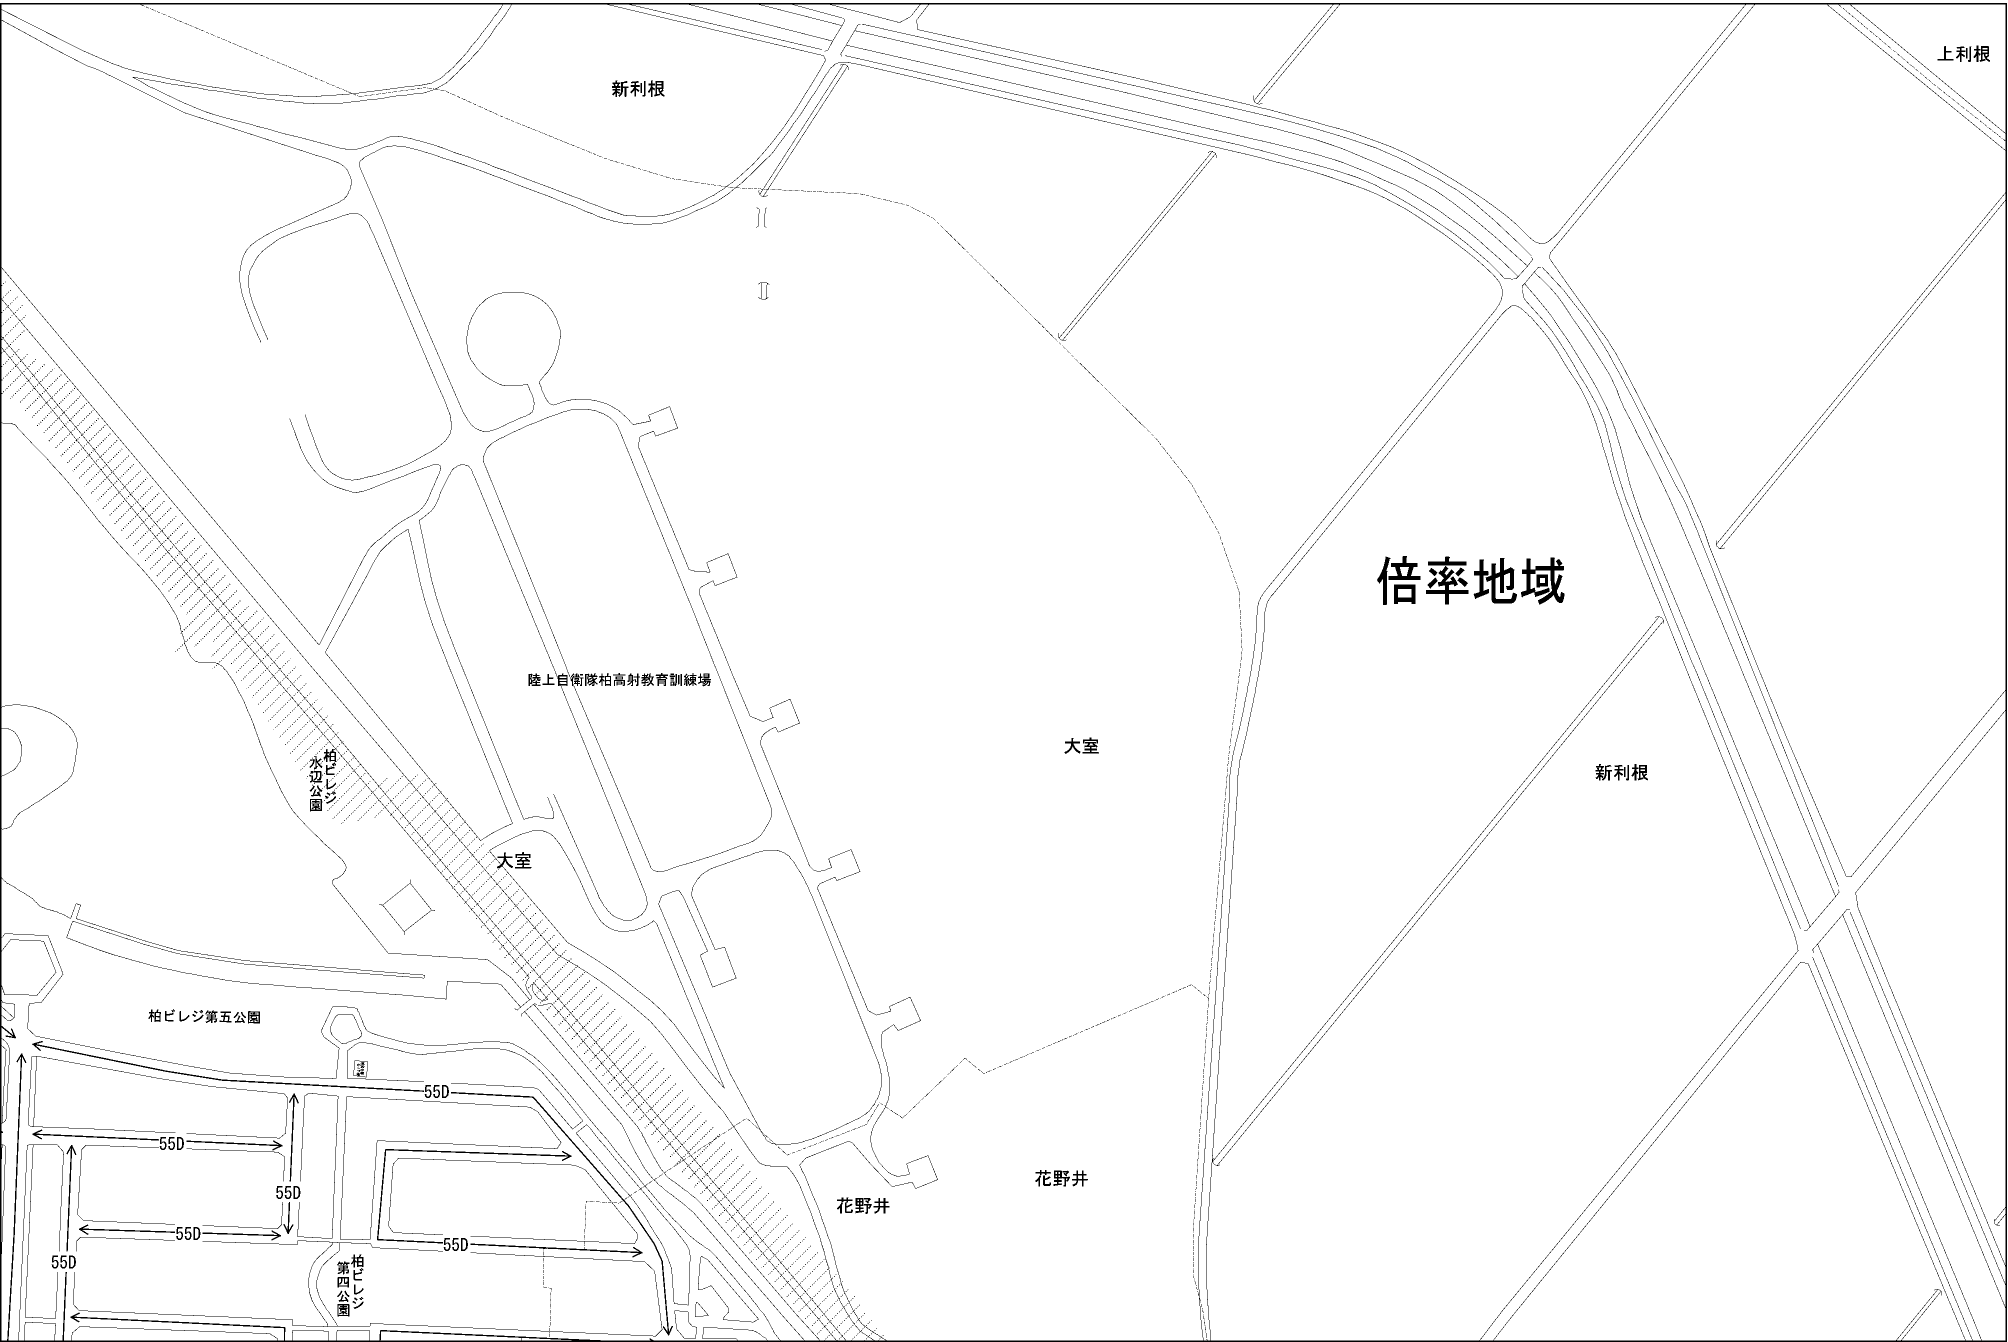 上利根
新利根
倍率地域
陸上自衛隊柏高射教育訓練場
大室
新利根
柏ビレジ
水辺公園
大室
柏ビレジ第五公園
55D
55D
花野井
55D
花野井
55D
55D
55D
柏ビレジ
第四公園